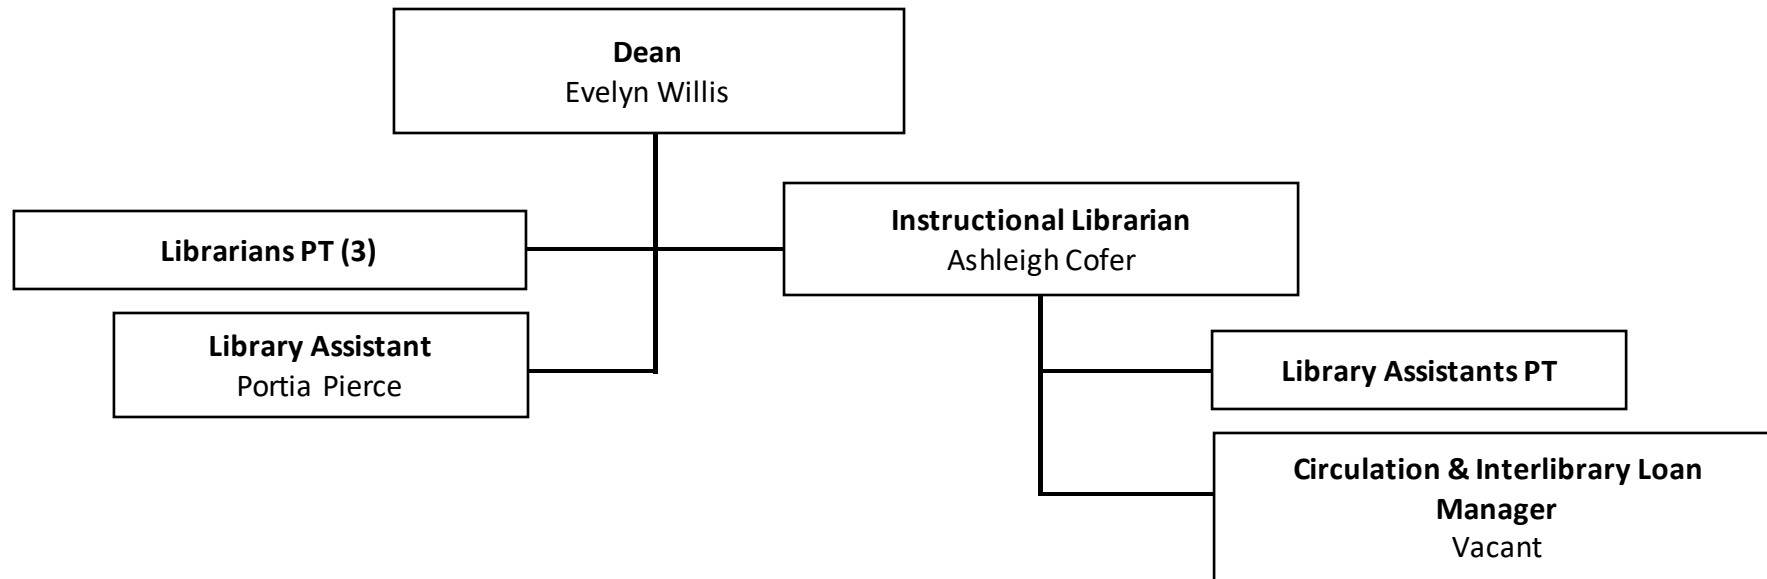 Dean
Evelyn Willis
Librarians PT (3)
Instructional Librarian
Ashleigh Cofer
Library Assistant
Portia Pierce
Library Assistants PT
Circulation & Interlibrary Loan
Manager
Vacant